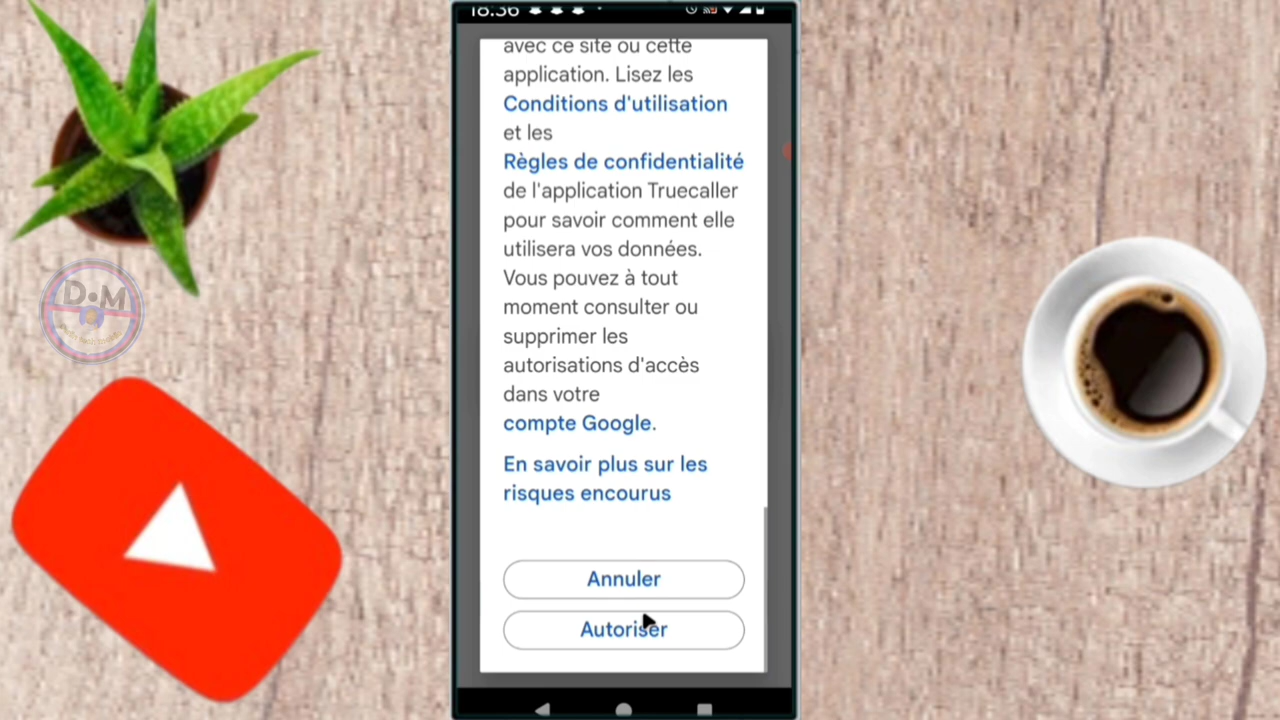 18:36
avec ce site ou cette
application. Lisez les
Conditions d'utilisation
et les
Règles de confidentialité
de l'application Truecaller
pour savoir comment elle
utilisera vos données.
Vous pouvez à tout
moment consulter ou
supprimer les
autorisations d'accès
dans votre
compte Google.
En savoir plus sur les
risques encourus
Annuler
Autoriser
D•M